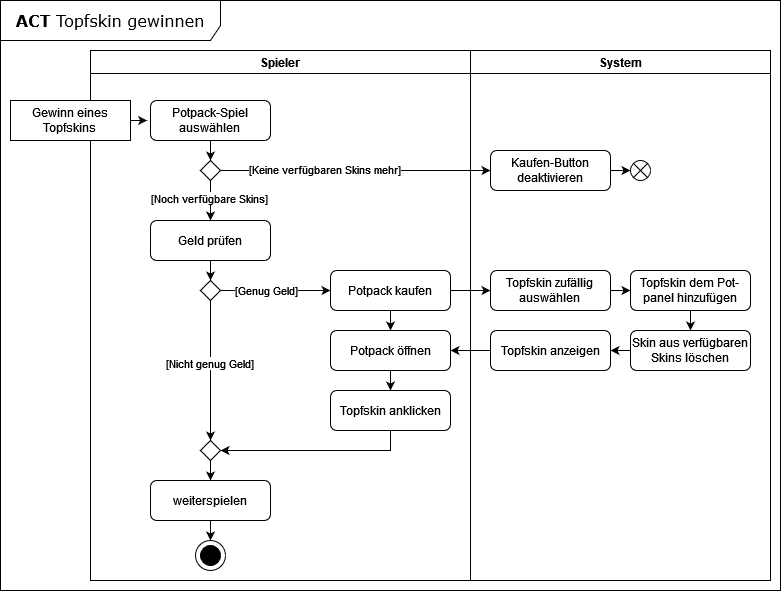 ACT Topfskin gewinnen
Spieler
System
Gewinn eines
Topfskins
Potpack-Spiel
auswählen
[Keine verfügbaren Skins mehr]
Kaufen-Button
deaktivieren
[Noch verfügbare Skins]
Geld prüfen
[Genug Geld]
Potpack kaufen
Topfskin zufällig
auswählen
Topfskin dem Pot-
panel hinzufügen
[Nicht genug Geld]
Potpack öffnen
Topfskin anzeigen
Skin aus verfügbaren
Skins löschen
Topfskin anklicken
weiterspielen